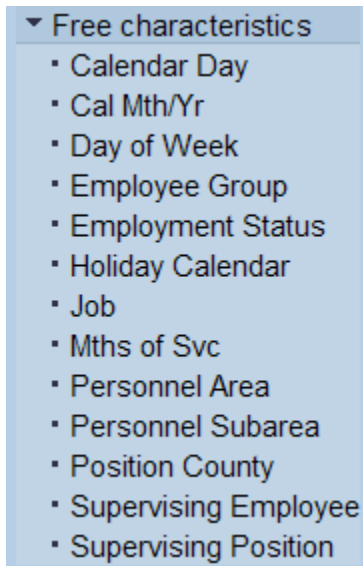 Free characteristics
Calendar Day
Cal Mth/Yr
Day of Week
Employee Group
Employment Status
Holiday Calendar
Job
Mths of Svc
Personnel Area
Personnel Subarea
Position County
Supervising Employee
Supervising Position